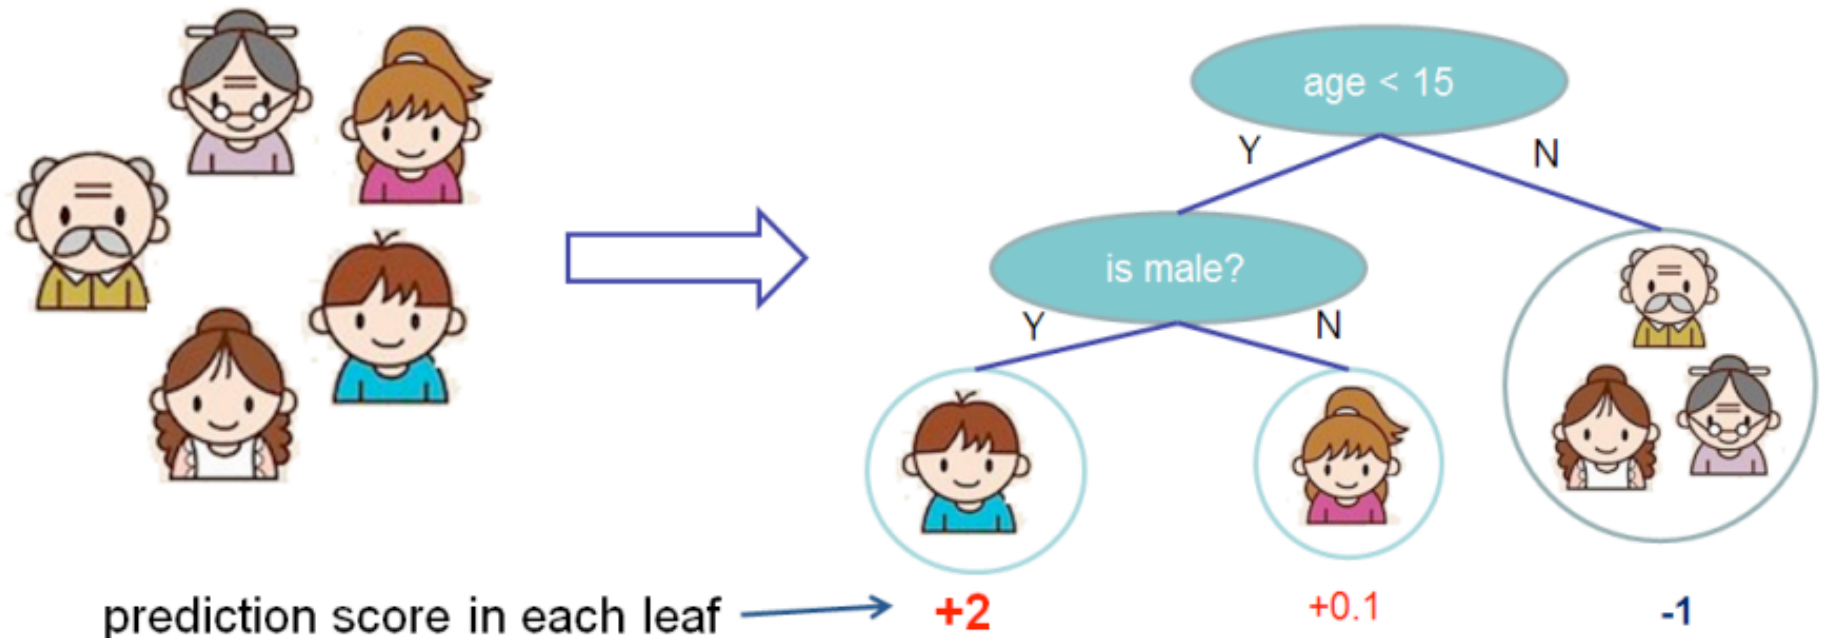 age < 15
Y
N
is male?
Y
N
prediction score in each leaf
+2
+0.1
-1